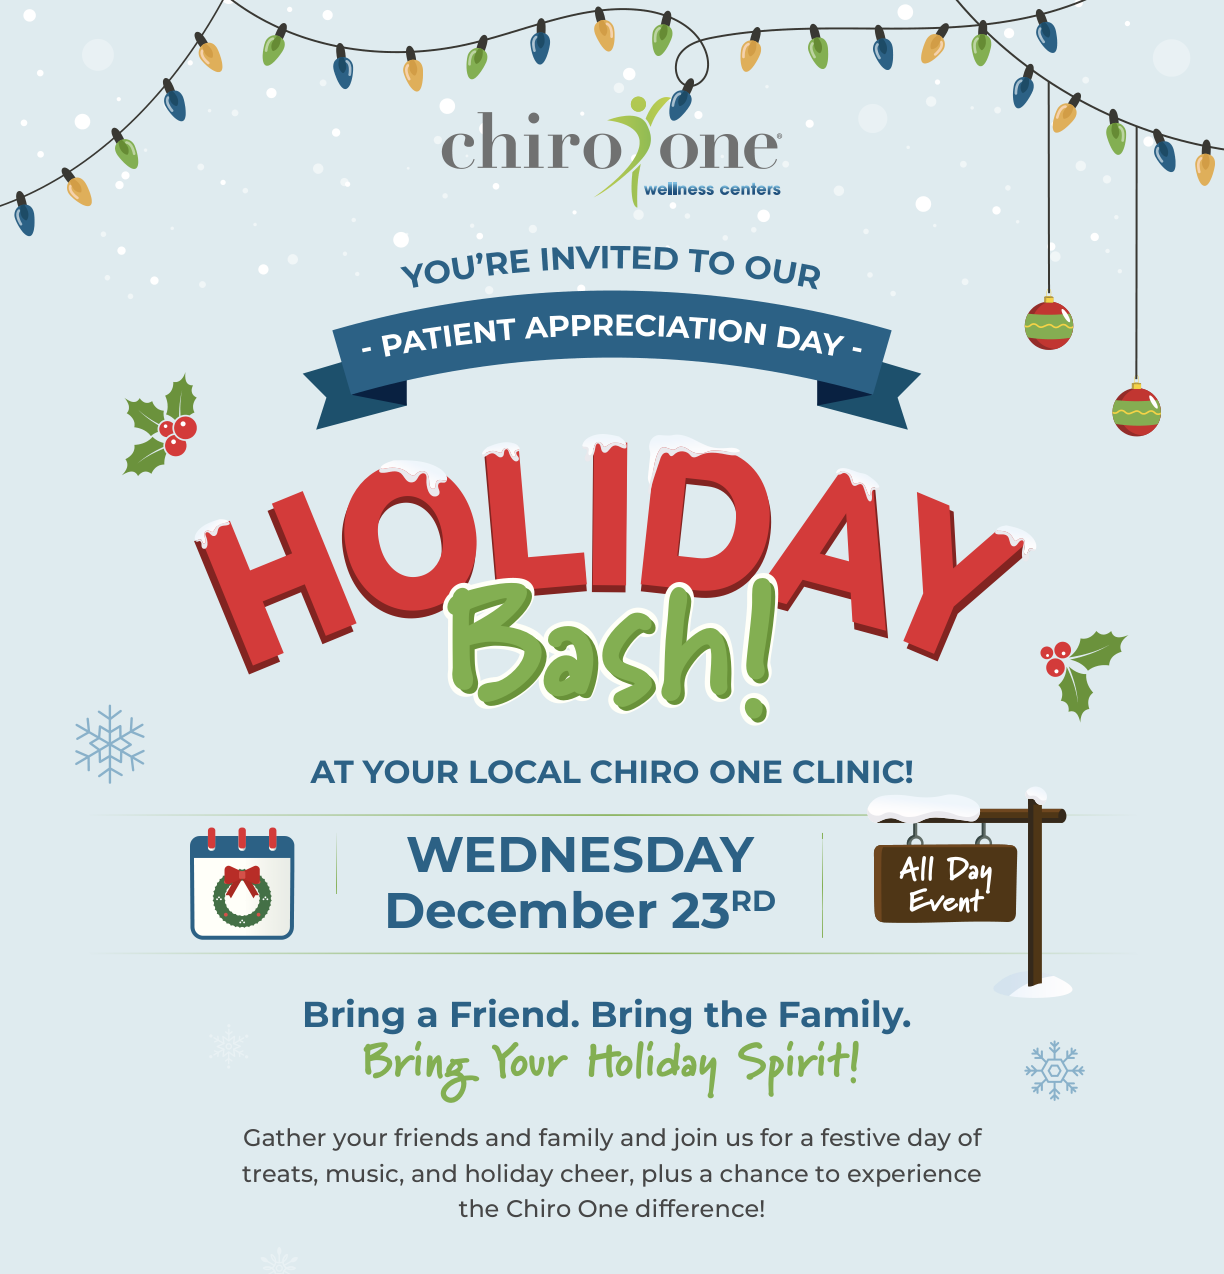 chiro one®
wellness centers
YOU'RE INVITED TO OUR
- PATIENT APPRECIATION DAY -
HOLIDAY
Bash!
AT YOUR LOCAL CHIRO ONE CLINIC!
WEDNESDAY
December 23RD
All Day
Event
Bring a Friend. Bring the Family.
Bring Your Holiday Spirit!
Gather your friends and family and join us for a festive day of
treats, music, and holiday cheer, plus a chance to experience
the Chiro One difference!